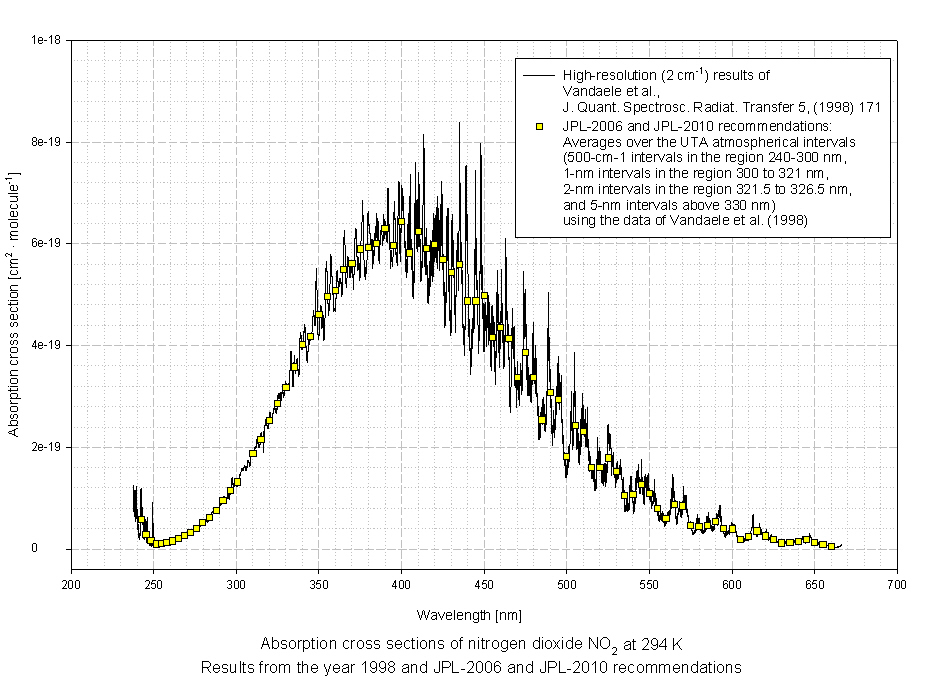 1e-18
8e-19
6e-19
4e-19
2e-19
0
Absorption cross section [cm² · molecule⁻¹]
High-resolution (2 cm⁻¹) results of
Vandaele et al.,
J. Quant. Spectrosc. Radiat. Transfer 5, (1998) 171
JPL-2006 and JPL-2010 recommendations:
Averages over the UTA atmospherical intervals
(500-cm-1 intervals in the region 240-300 nm,
1-nm intervals in the region 300 to 321 nm,
2-nm intervals in the region 321.5 to 326.5 nm,
and 5-nm intervals above 330 nm)
using the data of Vandaele et al. (1998)
200 250 300 350 400 450 500 550 600 650 700
Wavelength [nm]
Absorption cross sections of nitrogen dioxide NO₂ at 294 K
Results from the year 1998 and JPL-2006 and JPL-2010 recommendations